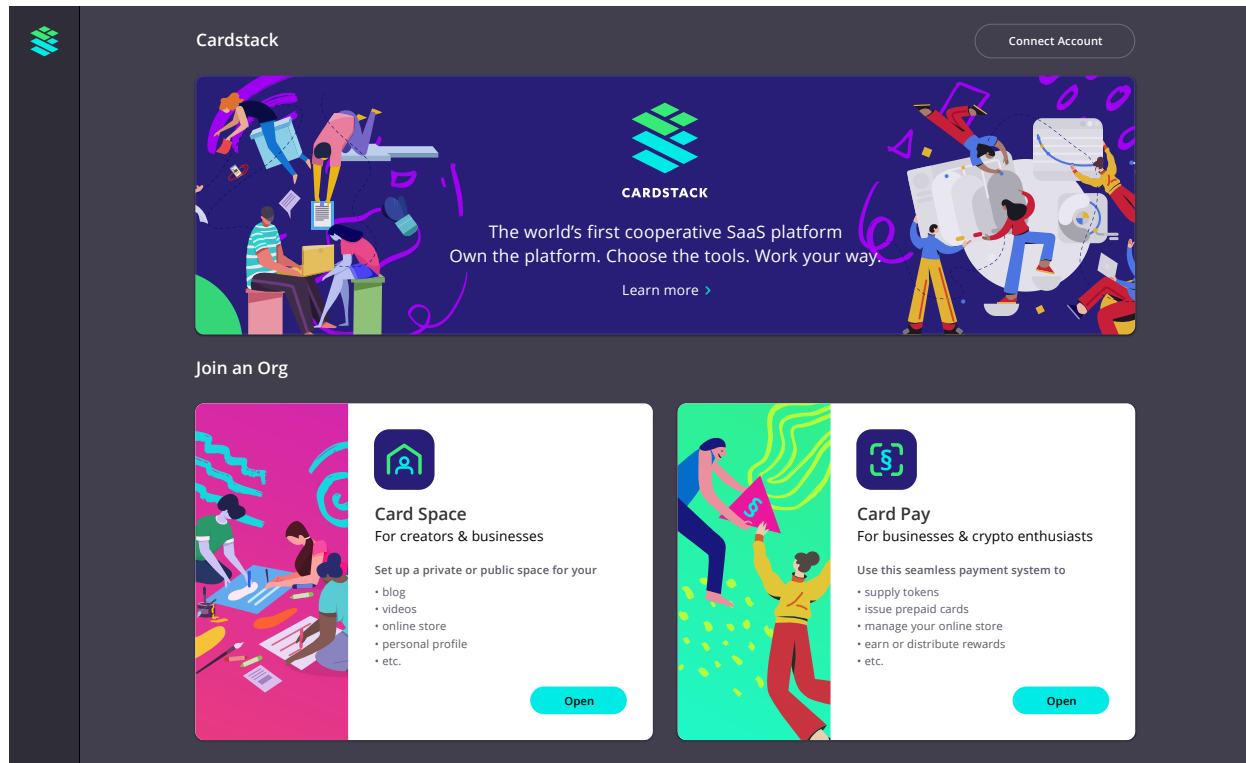 Cardstack
Connect Account
CARDSTACK
The world's first cooperative SaaS platform
Own the platform. Choose the tools. Work your way.
Learn more >
Join an Org
Card Space
For creators & businesses
Set up a private or public space for your
• blog
• videos
• online store
• personal profile
• etc.
Open
§
§
Card Pay
For businesses & crypto enthusiasts
Use this seamless payment system to
• supply tokens
• issue prepaid cards
• manage your online store
• earn or distribute rewards
• etc.
Open